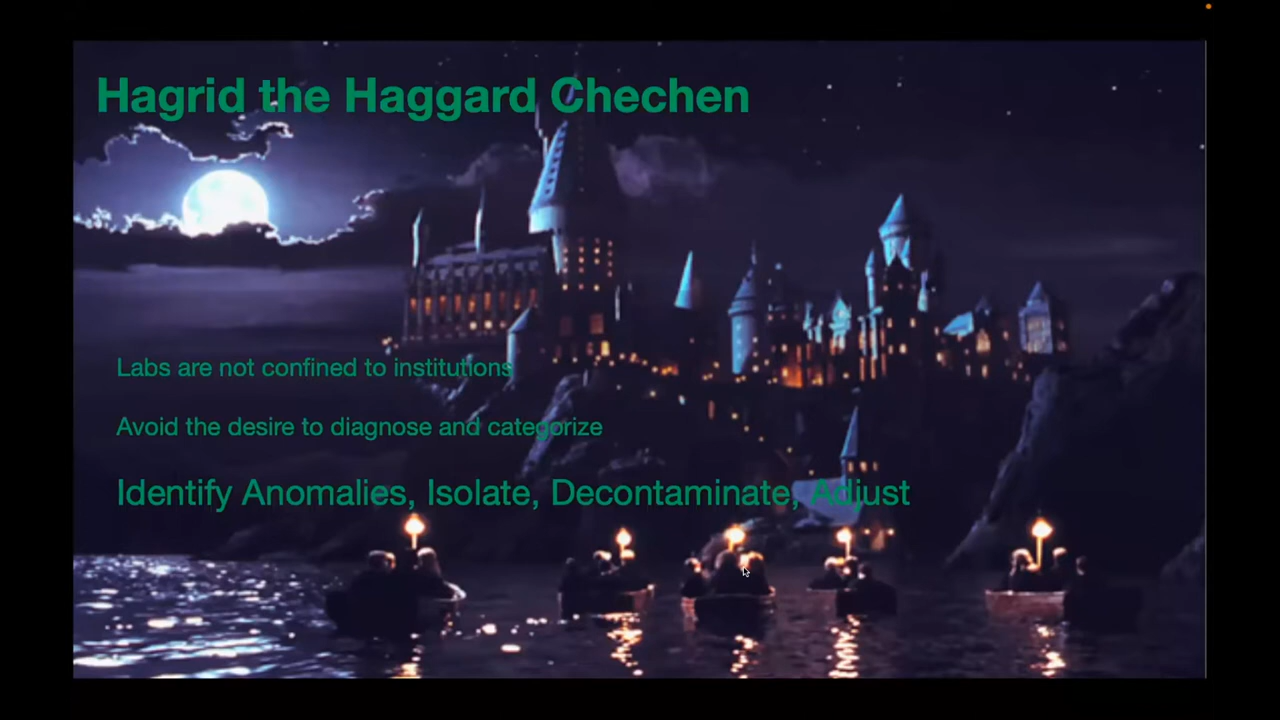 Hagrid the Haggard Chechen
Labs are not confined to institutions
Avoid the desire to diagnose and categorize
Identify Anomalies, Isolate, Decontaminate, Adjust